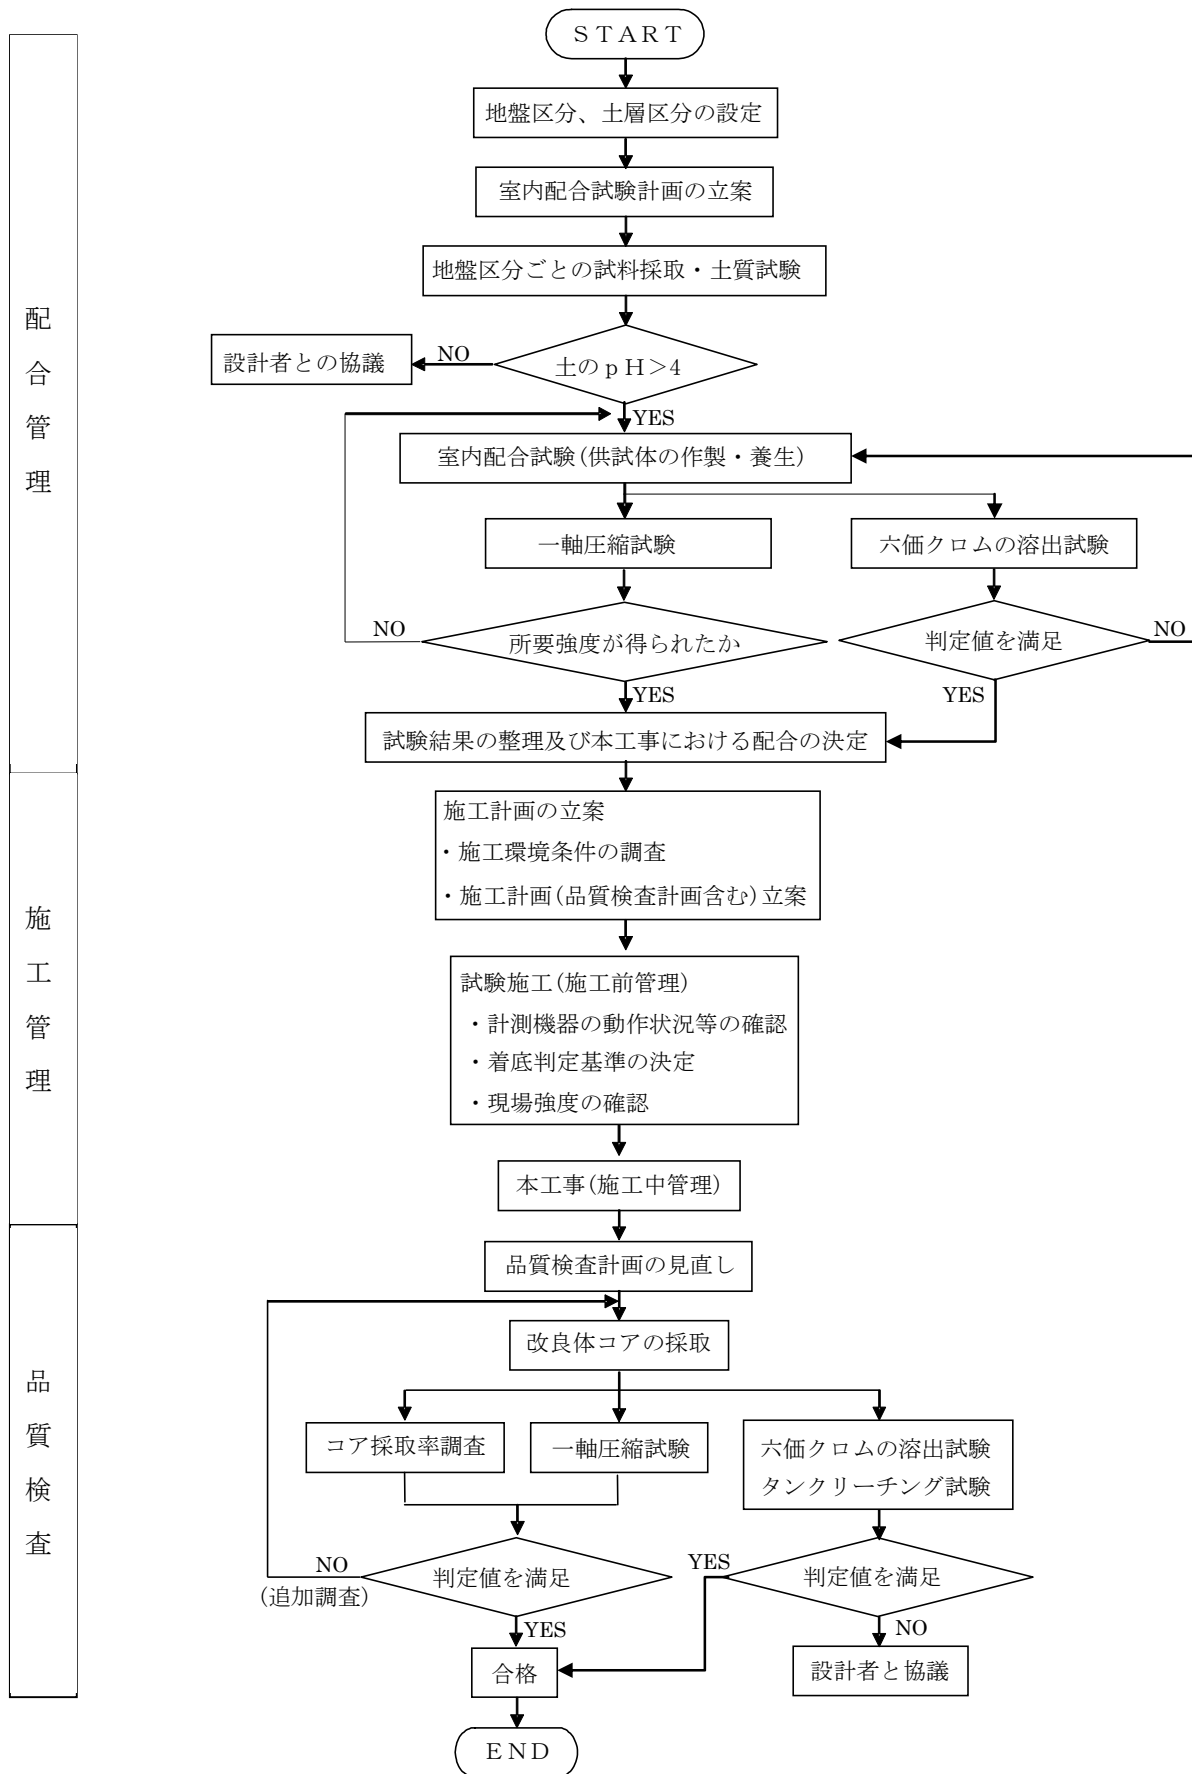 START
地盤区分、土層区分の設定
室内配合試験計画の立案
地盤区分ごとの試料採取・土質試験
配合管理
設計者との協議
NO
土のpH>4
YES
室内配合試験(供試体の作製・養生)
一軸圧縮試験
六価クロムの溶出試験
NO
所要強度が得られたか
判定値を満足
NO
YES
YES
試験結果の整理及び本工事における配合の決定
施工管理
施工計画の立案
・施工環境条件の調査
・施工計画(品質検査計画含む)立案
試験施工(施工前管理)
・計測機器の動作状況等の確認
・着底判定基準の決定
・現場強度の確認
本工事(施工中管理)
品質検査
品質検査計画の見直し
改良体コアの採取
コア採取率調査
一軸圧縮試験
六価クロムの溶出試験
タンクリーチング試験
NO
(追加調査)
判定値を満足
YES
判定値を満足
YES
NO
合格
設計者と協議
END